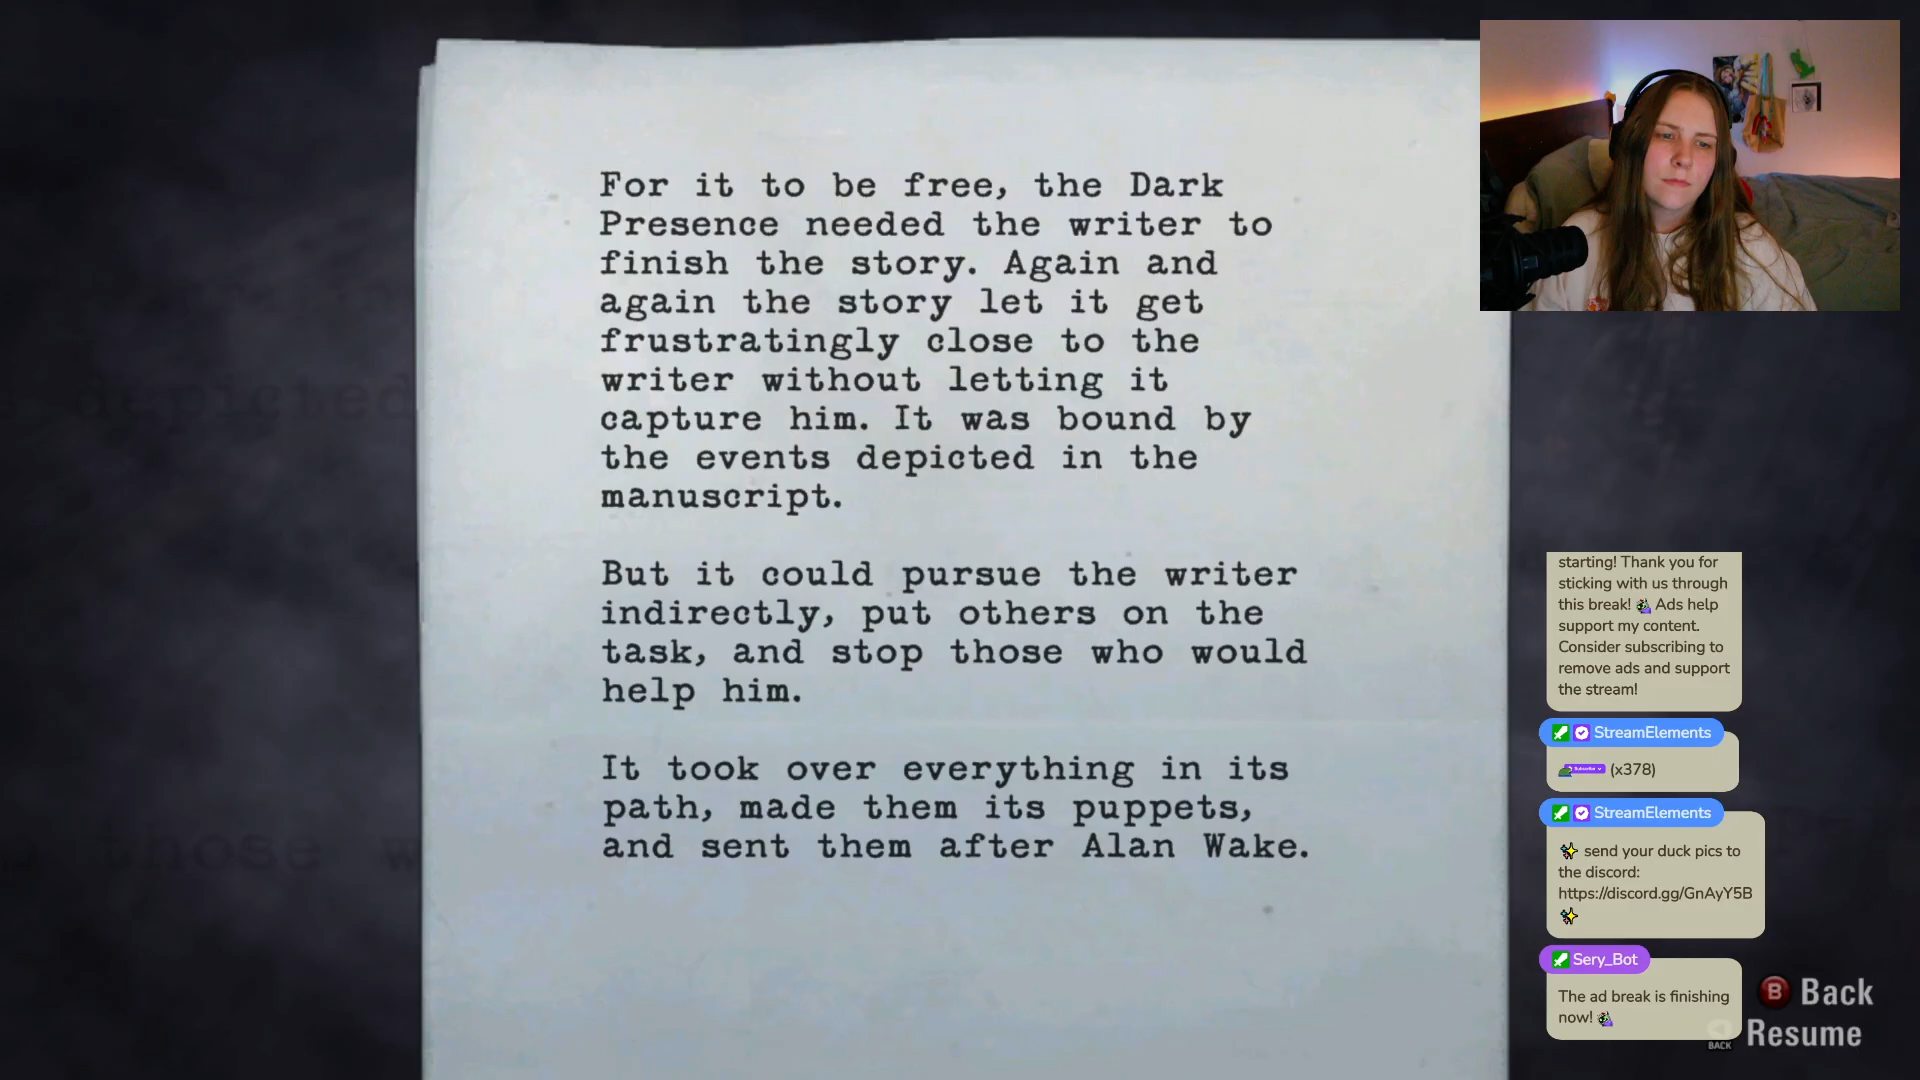 For it to be free, the Dark
Presence needed the writer to
finish the story. Again and
again the story let it get
frustratingly close to the
writer without letting it
capture him. It was bound by
the events depicted in the
manuscript.
But it could pursue the writer
indirectly, put others on the
task, and stop those who would
help him.
It took over everything in its
path, made them its puppets,
and sent them after Alan Wake.
depicted
those w
starting! Thank you for
sticking with us through
this break! Ads help
support my content.
Consider subscribing to
remove ads and support
the stream!
StreamElements
Subscribe (x378)
StreamElements
send your duck pics to
the discord:
https://discord.gg/GnAyY5B
Sery_Bot
The ad break is finishing
now!
B Back
BACK Resume